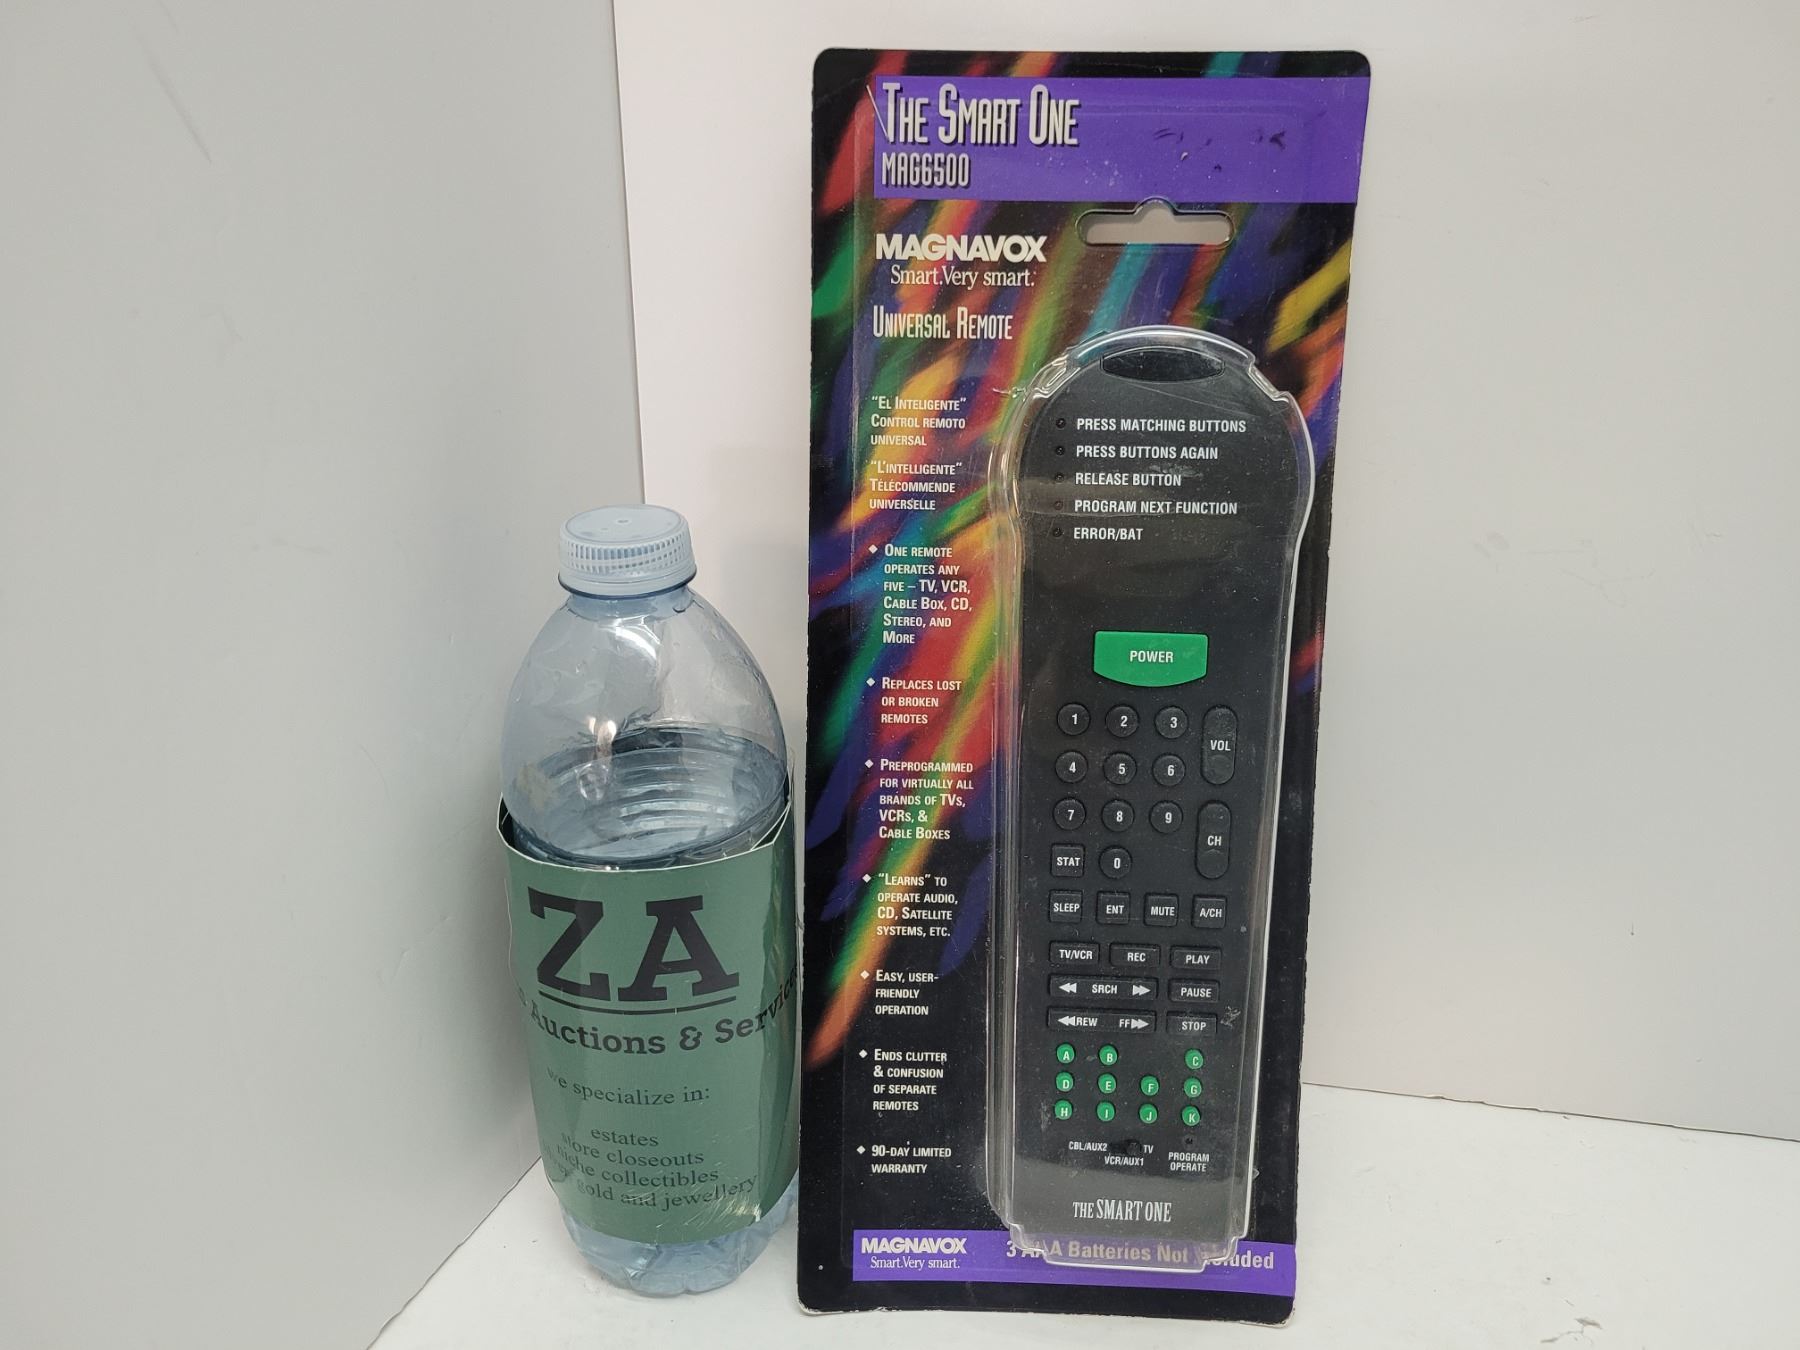 THE SMART ONE
MAG6500
MAGNAVOX
Smart.Very smart.
UNIVERSAL REMOTE
"EL INTELIGENTE"
CONTROL REMOTO
UNIVERSAL
"L'INTELLIGENTE"
TÉLÉCOMMENDE
UNIVERSELLE
ONE REMOTE
OPERATES ANY
FIVE – TV, VCR,
CABLE BOX, CD,
STEREO, AND
MORE
REPLACES LOST
OR BROKEN
REMOTES
PREPROGRAMMED
FOR VIRTUALLY ALL
BRANDS OF TVS,
VCRS, &
CABLE BOXES
"LEARNS" TO
OPERATE AUDIO,
CD, SATELLITE
SYSTEMS, ETC.
EASY, USER-
FRIENDLY
OPERATION
ENDS CLUTTER
& CONFUSION
OF SEPARATE
REMOTES
90-DAY LIMITED
WARRANTY
MAGNAVOX
Smart.Very smart.
3 AAA Batteries Not Included
PRESS MATCHING BUTTONS
PRESS BUTTONS AGAIN
RELEASE BUTTON
PROGRAM NEXT FUNCTION
ERROR/BAT
POWER
1 2 3
VOL
4 5 6
7 8 9
CH
STAT 0
SLEEP ENT MUTE A/CH
TV/VCR REC PLAY
SRCH PAUSE
REW FF STOP
A B C
D E F G
H I J K
CBL/AUX2 TV
VCR/AUX1
PROGRAM
OPERATE
THE SMART ONE
ZA
Auctions & Services
we specialize in:
estates
store closeouts
niche collectibles
gold and jewellery